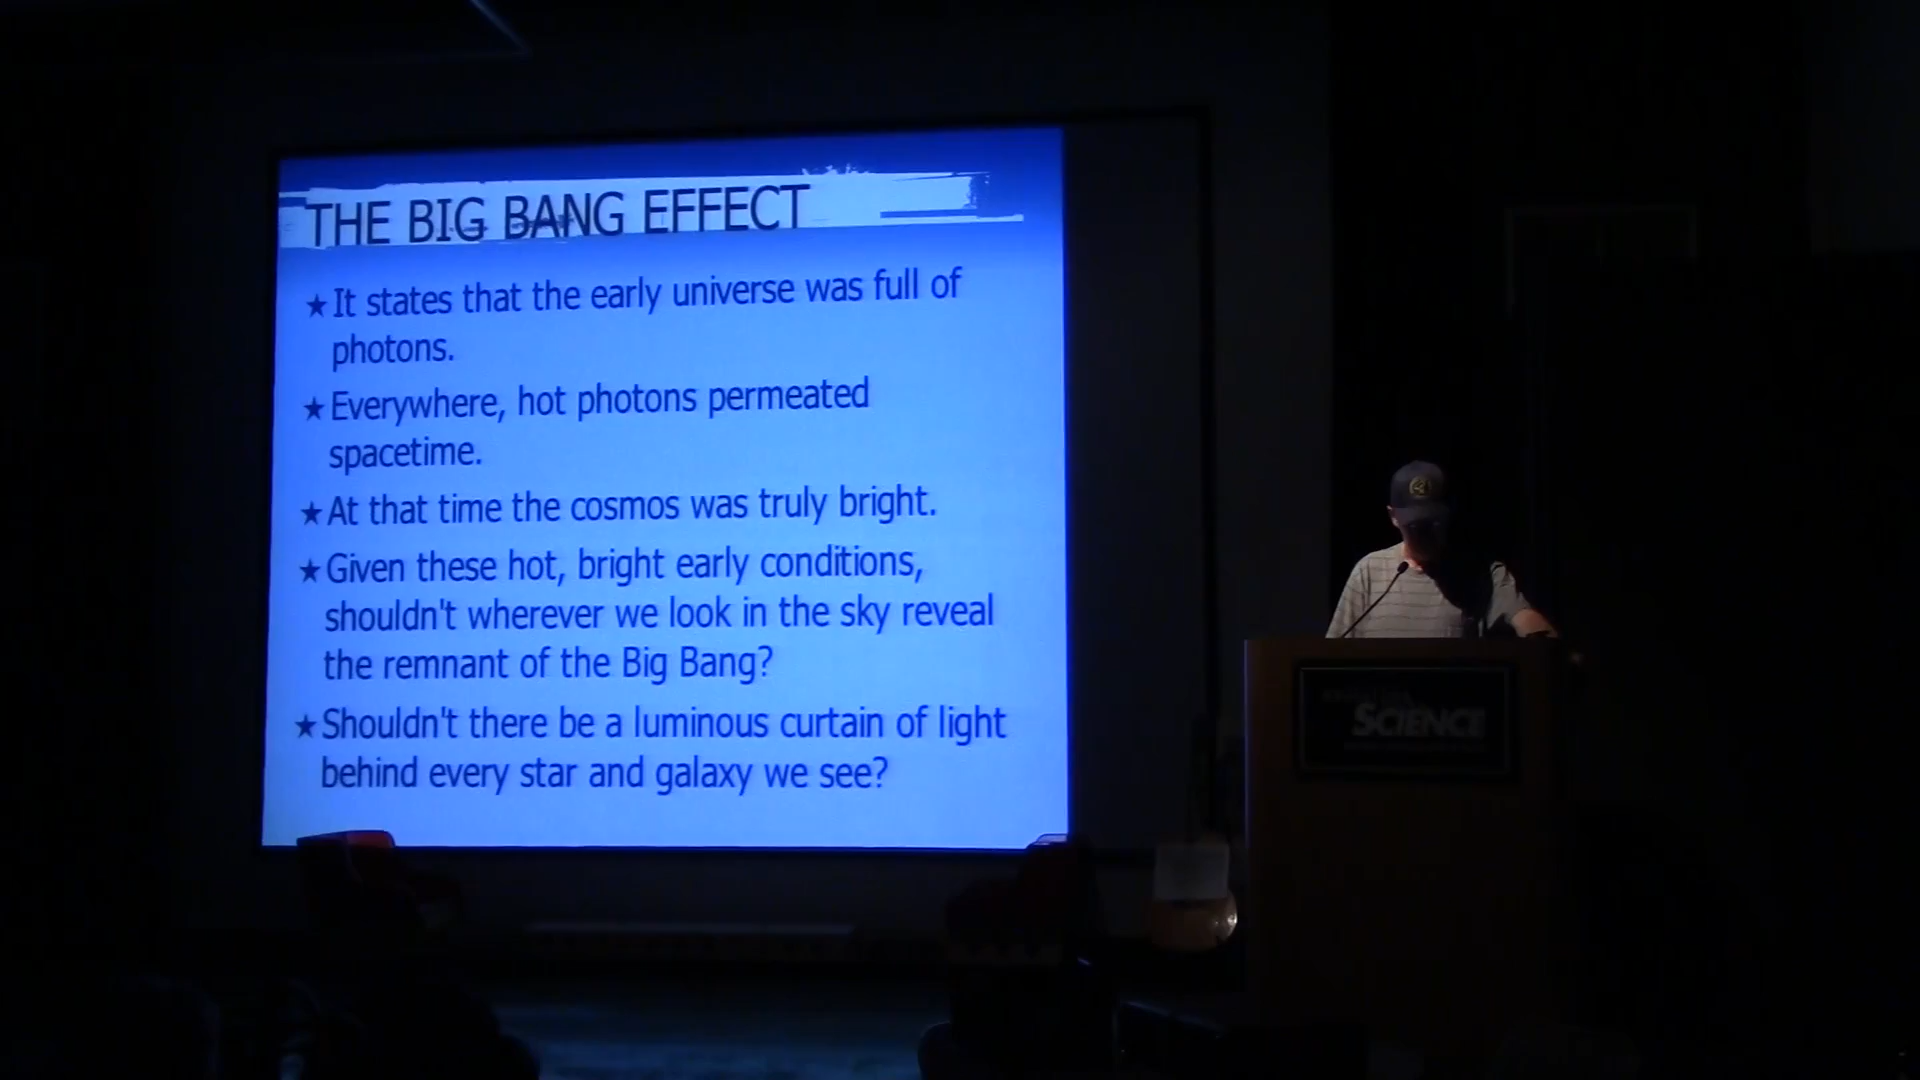 THE BIG BANG EFFECT
★ It states that the early universe was full of
photons.
★ Everywhere, hot photons permeated
spacetime.
★ At that time the cosmos was truly bright.
★ Given these hot, bright early conditions,
shouldn't wherever we look in the sky reveal
the remnant of the Big Bang?
★ Shouldn't there be a luminous curtain of light
behind every star and galaxy we see?
SCIENCE